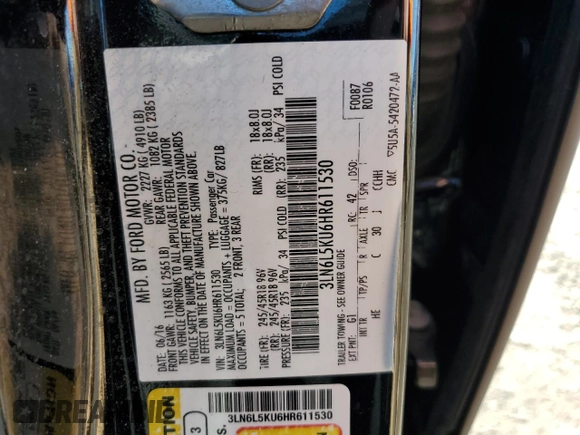 MFD. BY FORD MOTOR CO.
DATE: 06/16 GVWR: 2227 KG ( 4910 LB)
FRONT GAWR: 1163 KG ( 2565 LB) REAR GAWR: 1082 KG ( 2385 LB)
THIS VEHICLE CONFORMS TO ALL APPLICABLE FEDERAL MOTOR
VEHICLE SAFETY, BUMPER, AND THEFT PREVENTION STANDARDS
IN EFFECT ON THE DATE OF MANUFACTURE SHOWN ABOVE.
VIN: 3LN6L5KU6HR611530 TYPE: Passenger Car
MAXIMUM LOAD = OCCUPANTS + LUGGAGE = 375KG/ 827LB
OCCUPANTS = 5 TOTAL: 2 FRONT, 3 REAR
TIRE (FR): 245/45R18 96V RIMS (FR): 18x8.0J
(RR): 245/45R18 96V (RR): 18x8.0J
PRESSURE (FR): 235 kPa/ 34 PSI COLD (RR): 235 kPa/ 34 PSI COLD
3LN6L5KU6HR611530
TRAILER TOWING - SEE OWNER GUIDE
EXT PNT: G1 RC: 42 DSO: F0087
R0106
INT TR TP/PS R AXLE TR SPR
HE C 30 J CCHH
CMC
▽5U5A-5420472-AA
3LN6L5KU6HR611530